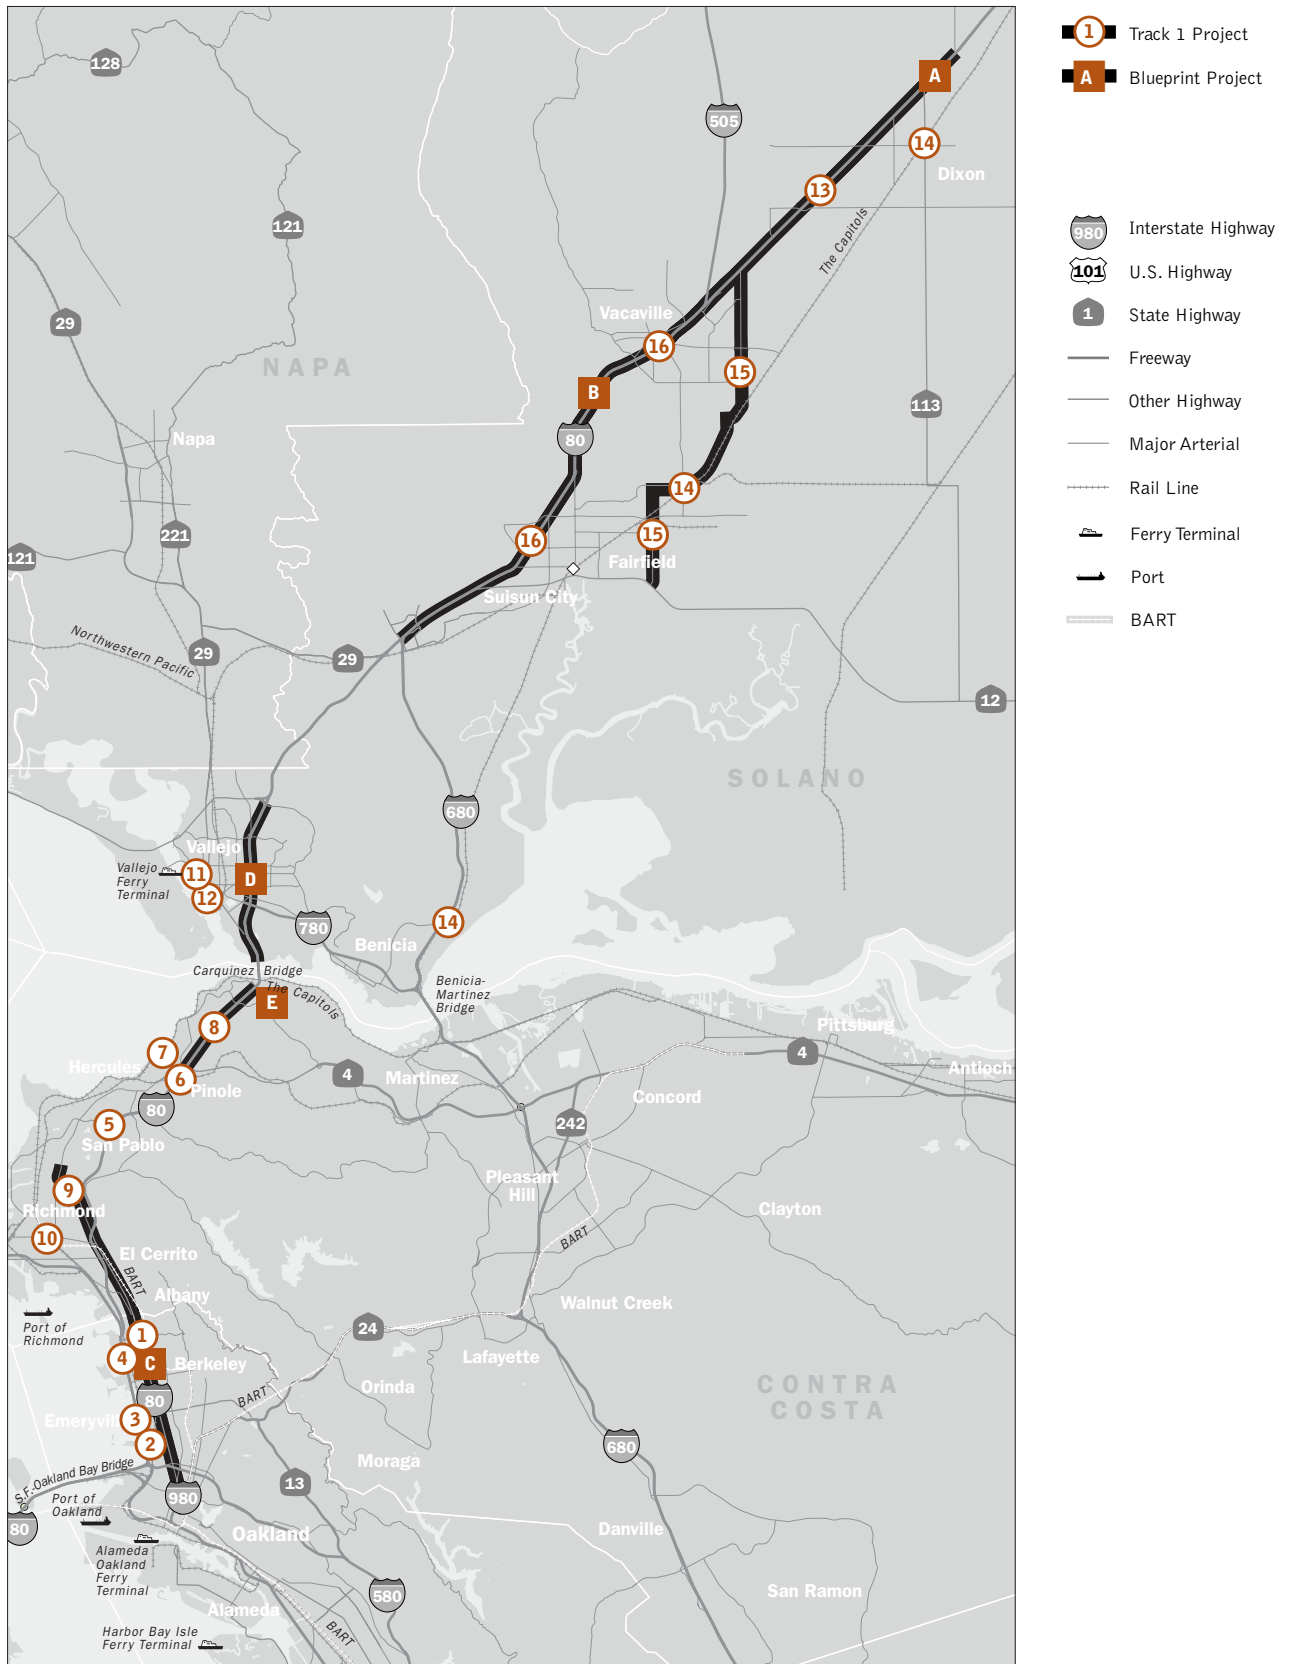 1 Track 1 Project
A Blueprint Project
980 Interstate Highway
101 U.S. Highway
1 State Highway
Freeway
Other Highway
Major Arterial
Rail Line
Ferry Terminal
Port
BART
128
A
505
14
Dixon
13
121
The Capitols
Vacaville
29
16
NAPA
15
B
113
80
Napa
14
221
16
15
121
Fairfield
Suisun City
Northwestern Pacific
29
29
12
SOLANO
680
Vallejo
Vallejo
Ferry
Terminal
11
D
12
780
14
Benicia
Carquinez Bridge
The Capitols
E
Benicia-
Martinez
Bridge
8
Pittsburg
7
4
Hercules
6
Pinole
4
Martinez
Antioch
80
Concord
5
242
San Pablo
9
Pleasant
Hill
Richmond
Clayton
10
BART
El Cerrito
BART
Albany
Walnut Creek
Port of
Richmond
1
24
4
C
Berkeley
Lafayette
80
BART
Orinda
CONTRA
COSTA
3
Emeryvil
2
680
S.F.-Oakland Bay Bridge
Moraga
13
980
Port of
Oakland
80
Oakland
Danville
Alameda
Oakland
Ferry
Terminal
580
San Ramon
Alameda
BART
Harbor Bay Isle
Ferry Terminal